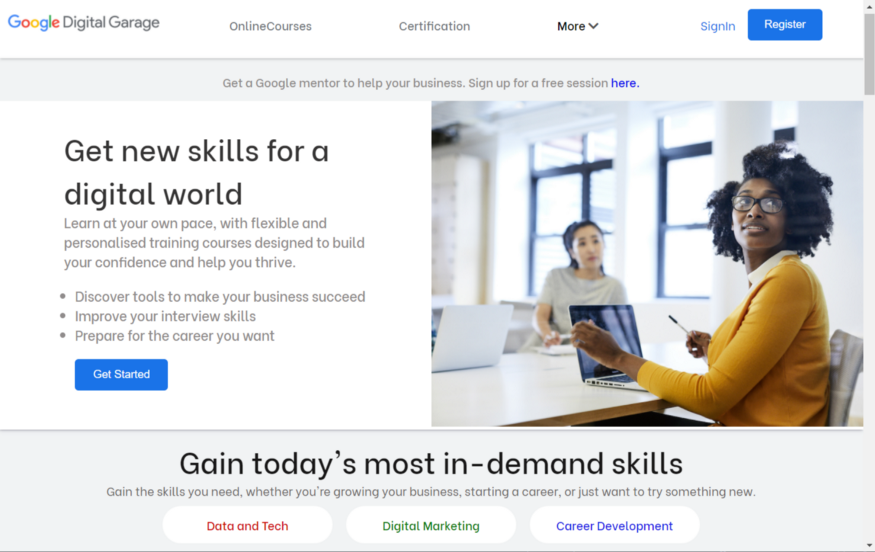 Google Digital Garage
OnlineCourses
Certification
More
SignIn
Register
Get a Google mentor to help your business. Sign up for a free session here.
Get new skills for a
digital world
Learn at your own pace, with flexible and
personalised training courses designed to build
your confidence and help you thrive.
Discover tools to make your business succeed
Improve your interview skills
Prepare for the career you want
Get Started
Gain today's most in-demand skills
Gain the skills you need, whether you're growing your business, starting a career, or just want to try something new.
Data and Tech
Digital Marketing
Career Development